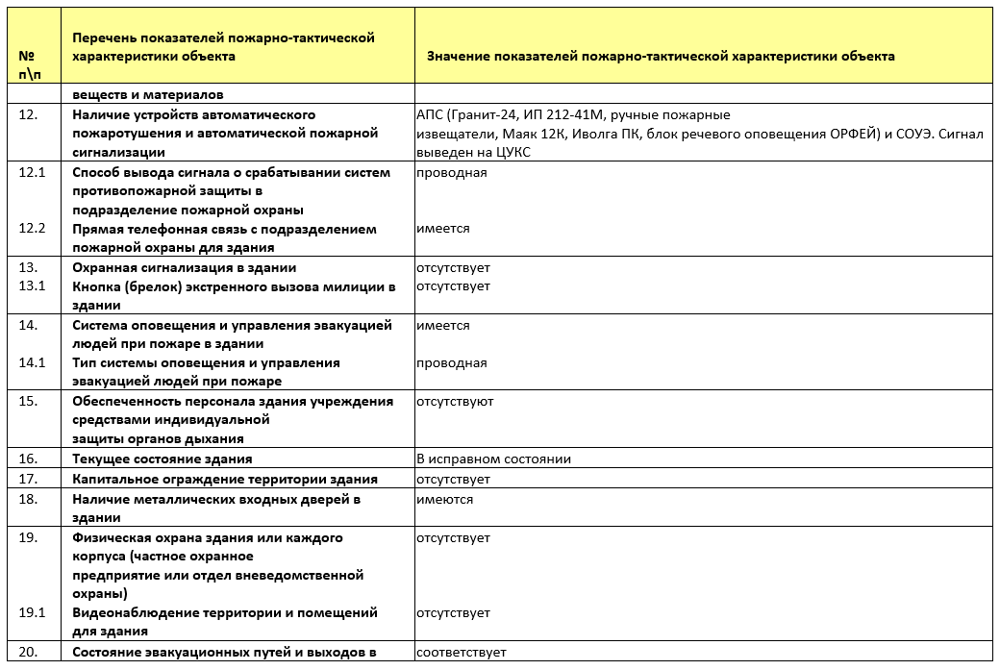 №
п\п
Перечень показателей пожарно-тактической
характеристики объекта
Значение показателей пожарно-тактической характеристики объекта
веществ и материалов
12.
Наличие устройств автоматического
пожаротушения и автоматической пожарной
сигнализации
АПС (Гранит-24, ИП 212-41М, ручные пожарные
извещатели, Маяк 12К, Иволга ПК, блок речевого оповещения ОРФЕЙ) и СОУЭ. Сигнал
выведен на ЦУКС
12.1
Способ вывода сигнала о срабатывании систем
противопожарной защиты в
подразделение пожарной охраны
проводная
12.2
Прямая телефонная связь с подразделением
пожарной охраны для здания
имеется
13.
Охранная сигнализация в здании
отсутствует
13.1
Кнопка (брелок) экстренного вызова милиции в
здании
отсутствует
14.
Система оповещения и управления эвакуацией
людей при пожаре в здании
имеется
14.1
Тип системы оповещения и управления
эвакуацией людей при пожаре
проводная
15.
Обеспеченность персонала здания учреждения
средствами индивидуальной
защиты органов дыхания
отсутствуют
16.
Текущее состояние здания
В исправном состоянии
17.
Капитальное ограждение территории здания
отсутствует
18.
Наличие металлических входных дверей в
здании
имеются
19.
Физическая охрана здания или каждого
корпуса (частное охранное
предприятие или отдел вневедомственной
охраны)
отсутствует
19.1
Видеонаблюдение территории и помещений
для здания
отсутствует
20.
Состояние эвакуационных путей и выходов в
соответствует